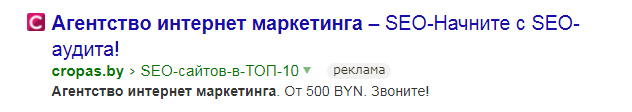 Агентство интернет маркетинга – SEO-Начните с SEO-
аудита!
cropas.by › SEO-сайтов-в-ТОП-10 реклама
Агентство интернет маркетинга. От 500 BYN. Звоните!